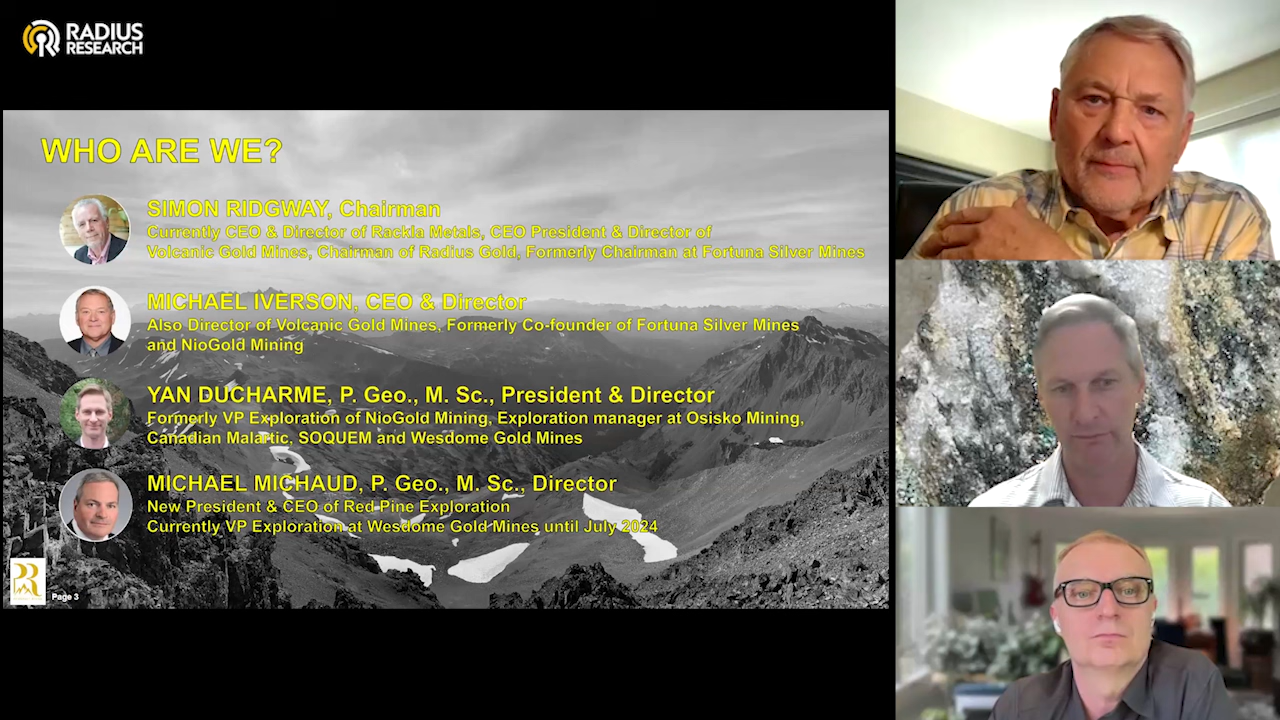 RADIUS
RESEARCH
WHO ARE WE?
SIMON RIDGWAY, Chairman
Currently CEO & Director of Rackla Metals, CEO President & Director of
Volcanic Gold Mines, Chairman of Radius Gold, Formerly Chairman at Fortuna Silver Mines
MICHAEL IVERSON, CEO & Director
Also Director of Volcanic Gold Mines, Formerly Co-founder of Fortuna Silver Mines
and NioGold Mining
YAN DUCHARME, P. Geo., M. Sc., President & Director
Formerly VP Exploration of NioGold Mining, Exploration manager at Osisko Mining,
Canadian Malartic, SOQUEM and Wesdome Gold Mines
MICHAEL MICHAUD, P. Geo., M. Sc., Director
New President & CEO of Red Pine Exploration
Currently VP Exploration at Wesdome Gold Mines until July 2024
Page 3